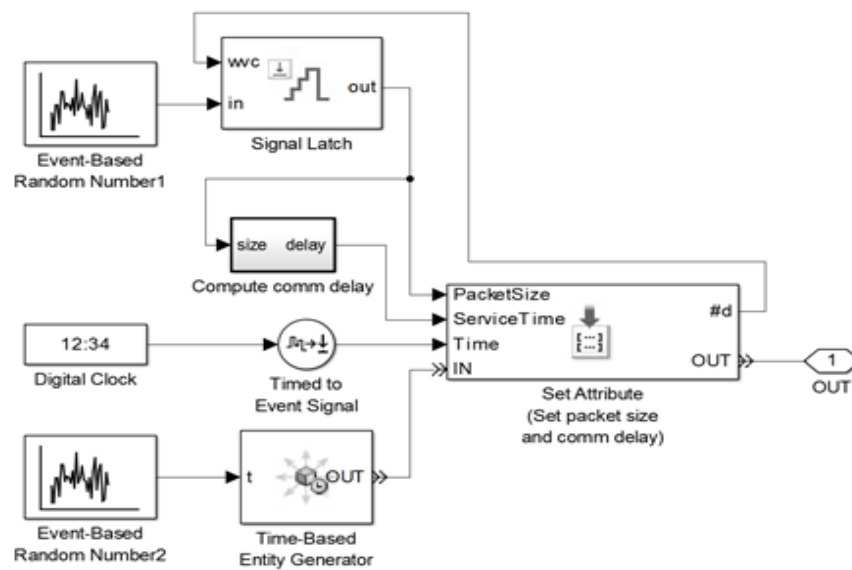 wvc
in
out
Signal Latch
Event-Based
Random Number1
size delay
Compute comm delay
PacketSize
ServiceTime
Time
IN
#d
OUT
1
OUT
12:34
Digital Clock
Timed to
Event Signal
Set Attribute
(Set packet size
and comm delay)
t
OUT
Event-Based
Random Number2
Time-Based
Entity Generator